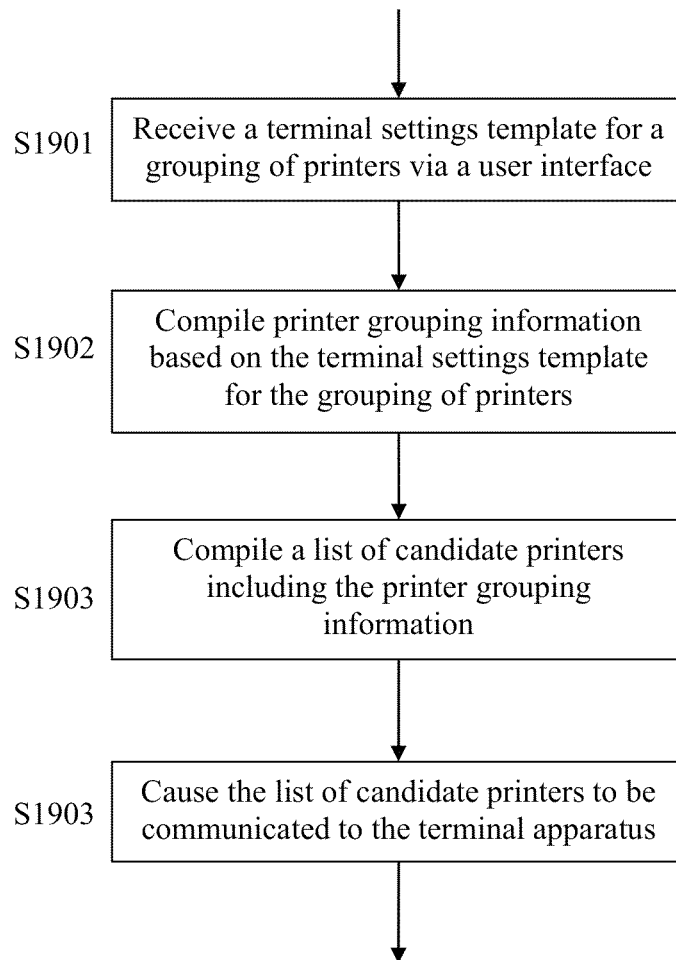 S1901
Receive a terminal settings template for a
grouping of printers via a user interface
S1902
Compile printer grouping information
based on the terminal settings template
for the grouping of printers
S1903
Compile a list of candidate printers
including the printer grouping
information
S1903
Cause the list of candidate printers to be
communicated to the terminal apparatus